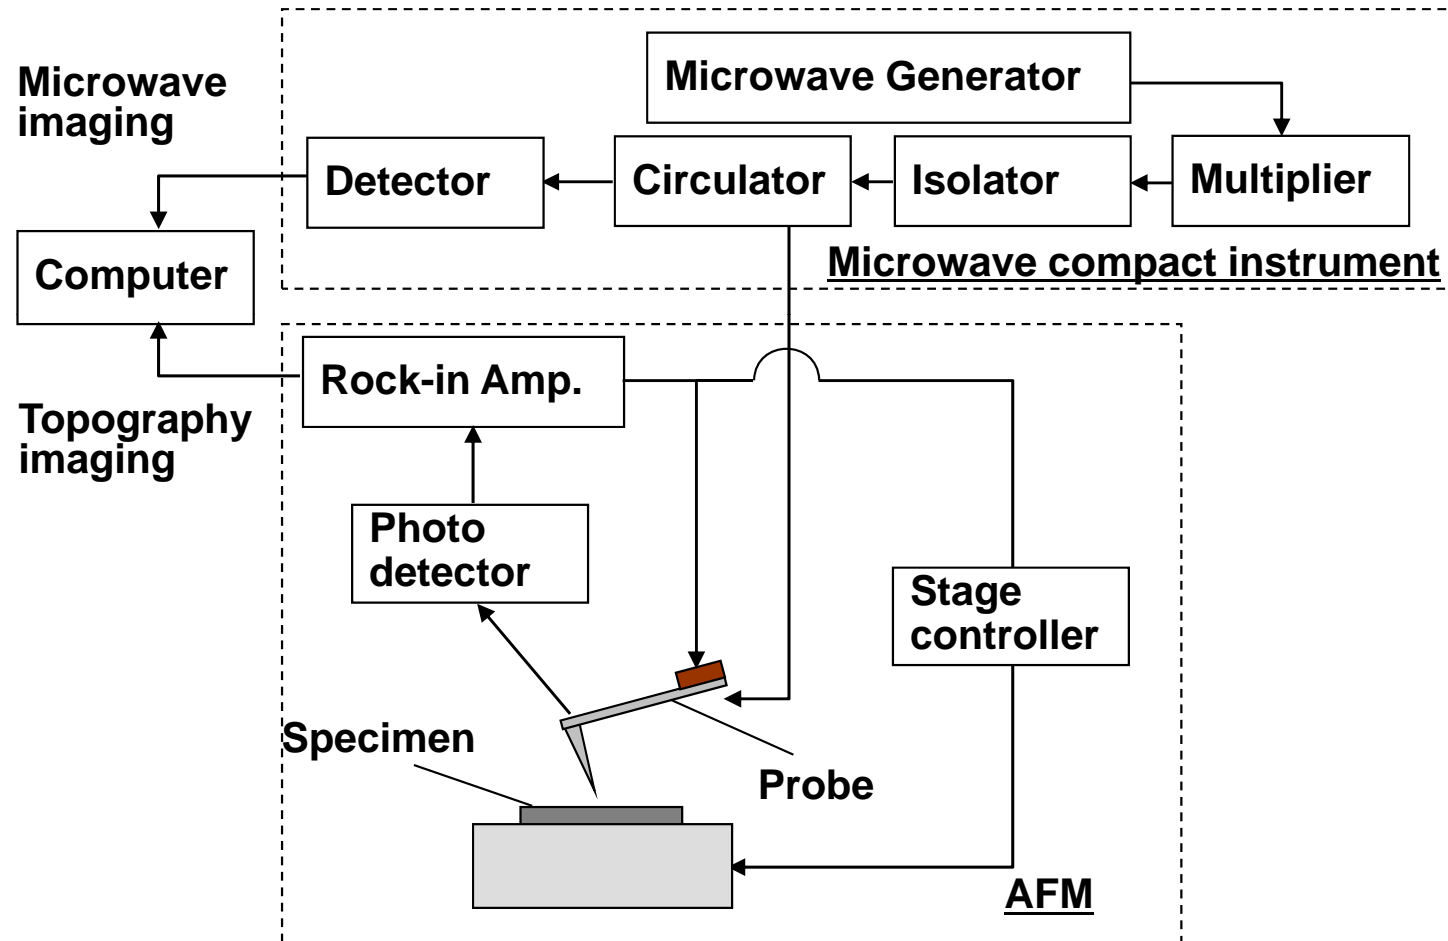 Microwave
imaging
Microwave Generator
Detector
Circulator
Isolator
Multiplier
Computer
Microwave compact instrument
Rock-in Amp.
Topography
imaging
Photo
detector
Stage
controller
Specimen
Probe
AFM